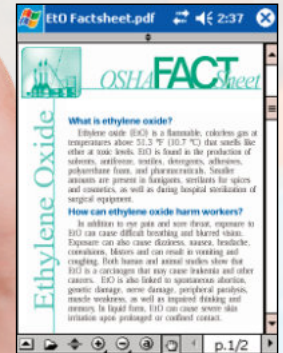 EtO Factsheet.pdf 2:37
OSHA FACT Sheet
Ethylene Oxide
What is ethylene oxide?
Ethylene oxide (EtO) is a flammable, colorless gas at
temperatures above 51.3 °F (10.7 °C) that smells like
ether at toxic levels. EtO is found in the production of
solvents, antifreeze, textiles, detergents, adhesives,
polyurethane foam, and pharmaceuticals. Smaller
amounts are present in fumigants, sterilants for spices
and cosmetics, as well as during hospital sterilization of
surgical equipment.
How can ethylene oxide harm workers?
In addition to eye pain and sore throat, exposure to
EtO can cause difficult breathing and blurred vision.
Exposure can also cause dizziness, nausea, headache,
convulsions, blisters and can result in vomiting and
coughing. Both human and animal studies show that
EtO is a carcinogen that may cause leukemia and other
cancers. EtO is also linked to spontaneous abortion,
genetic damage, nerve damage, peripheral paralysis,
muscle weakness, as well as impaired thinking and
memory. In liquid form, EtO can cause severe skin
irritation upon prolonged or confined contact.
p.1/2